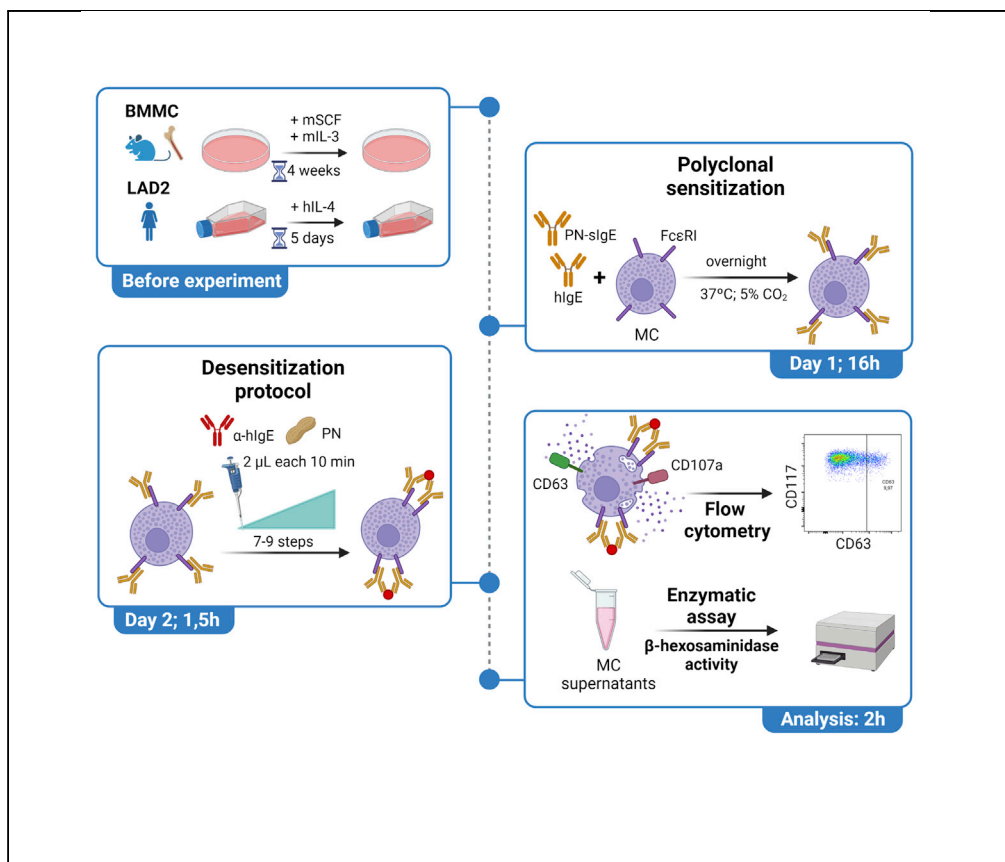 BMMC
+ mSCF
+ mIL-3
4 weeks
LAD2
+ hIL-4
5 days
Before experiment
Polyclonal
sensitization
PN-sIgE
FcεRI
hIgE
+
overnight
37ºC; 5% CO₂
MC
Day 1; 16h
Desensitization
protocol
α-hIgE
PN
2 µL each 10 min
7-9 steps
Day 2; 1,5h
CD63
CD107a
Flow
cytometry
CD117
CD63
9,97
CD63
MC
supernatants
Enzymatic
assay
β-hexosaminidase
activity
Analysis: 2h